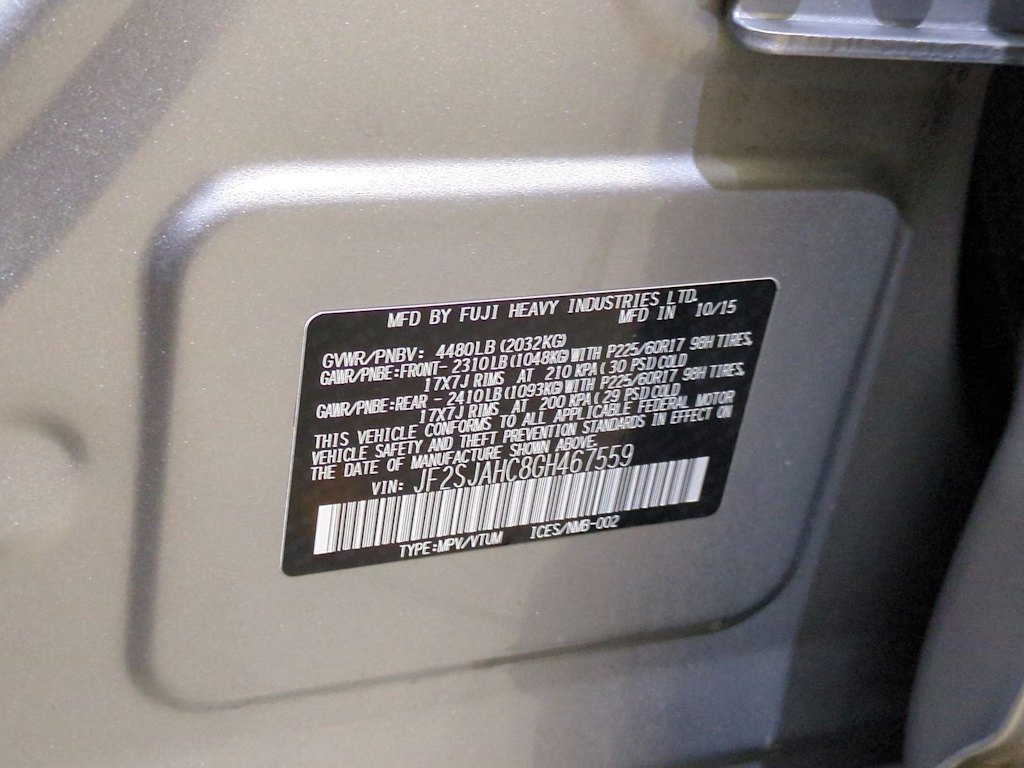 MFD BY FUJI HEAVY INDUSTRIES LTD.
MFD IN 10/15
GVWR/PNBV: 4480LB(2032KG)
GAWR/PNBE:FRONT-2310LB(1048KG)WITH P225/60R17 98H TIRES,
17X7J RIMS AT 210 KPA(30 PSI)COLD
GAWR/PNBE:REAR -2410LB(1093KG)WITH P225/60R17 98H TIRES,
17X7J RIMS AT 200 KPA(29 PSI)COLD
THIS VEHICLE CONFORMS TO ALL APPLICABLE FEDERAL MOTOR
VEHICLE SAFETY AND THEFT PREVENTION STANDARDS IN EFFECT ON
THE DATE OF MANUFACTURE SHOWN ABOVE.
VIN: JF2SJAHC8GH467559
TYPE:MPV/VTUM ICES/NMB-002